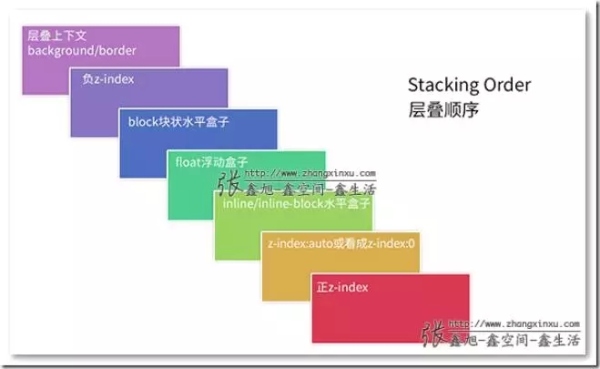 层叠上下文
background/border
负z-index
Stacking Order
层叠顺序
block块状水平盒子
float浮动盒子
张 http://www.zhangxinxu.com
鑫旭-鑫空间-鑫生活
inline/inline-block水平盒子
z-index:auto或看成z-index:0
正z-index
张 http://www.zhangxinxu.com
鑫旭-鑫空间-鑫生活